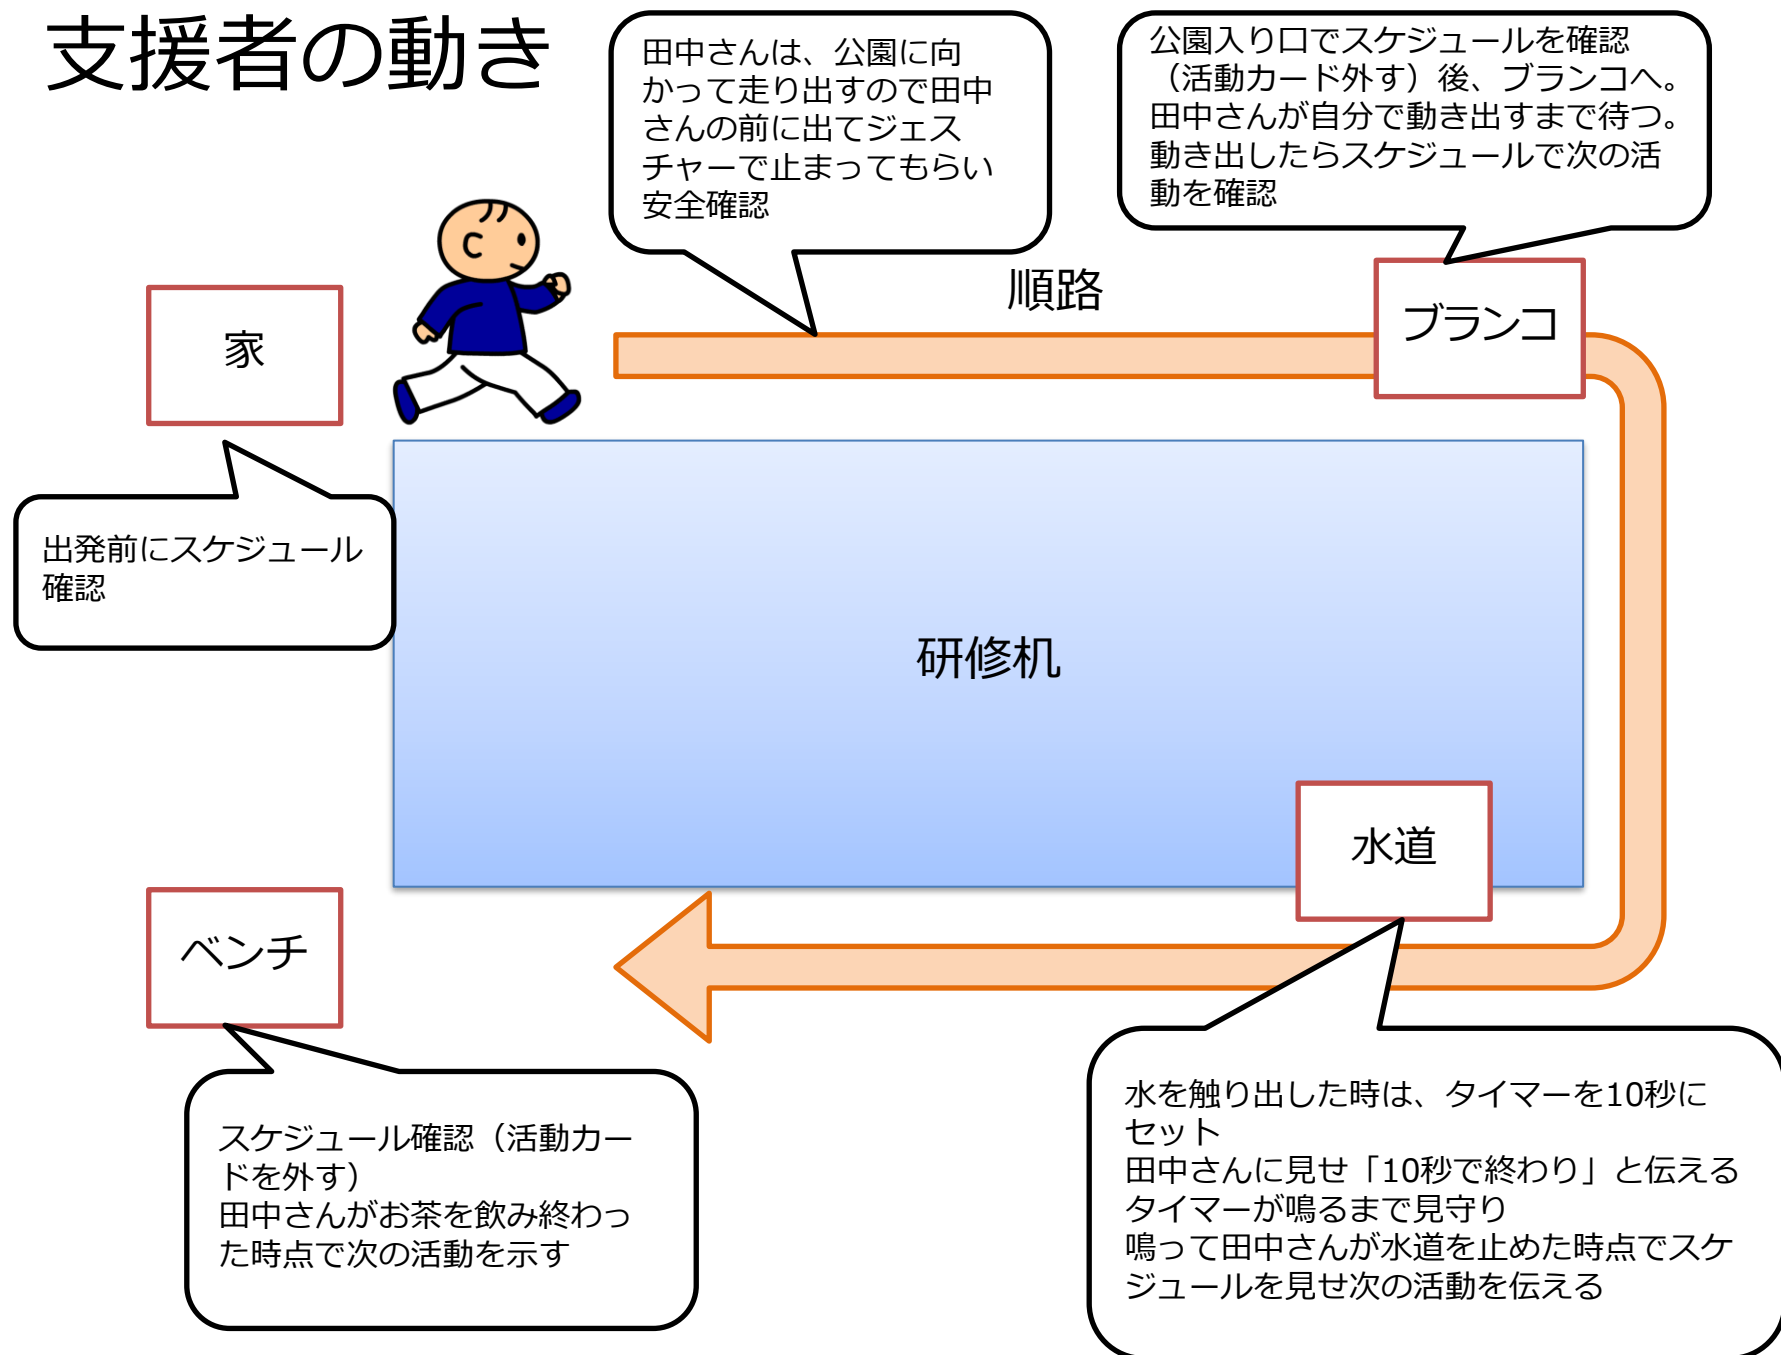 支援者の動き
田中さんは、公園に向
かって走り出すので田中
さんの前に出てジェス
チャーで止まってもらい
安全確認
公園入り口でスケジュールを確認
（活動カード外す）後、ブランコへ。
田中さんが自分で動き出すまで待つ。
動き出したらスケジュールで次の活
動を確認
順路
ブランコ
家
出発前にスケジュール
確認
研修机
水道
ベンチ
スケジュール確認（活動カー
ドを外す）
田中さんがお茶を飲み終わっ
た時点で次の活動を示す
水を触り出した時は、タイマーを10秒に
セット
田中さんに見せ「10秒で終わり」と伝える
タイマーが鳴るまで見守り
鳴って田中さんが水道を止めた時点でスケ
ジュールを見せ次の活動を伝える